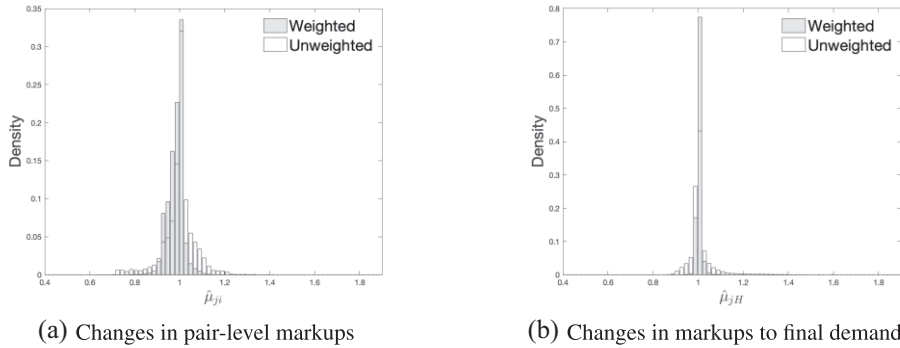 Weighted
Unweighted
Density
0.35
0.3
0.25
0.2
0.15
0.1
0.05
0
0.4 0.6 0.8 1 1.2 1.4 1.6 1.8
μ̂ji
(a) Changes in pair-level markups
Weighted
Unweighted
Density
0.8
0.7
0.6
0.5
0.4
0.3
0.2
0.1
0
0.4 0.6 0.8 1 1.2 1.4 1.6 1.8
μ̂jH
(b) Changes in markups to final demand